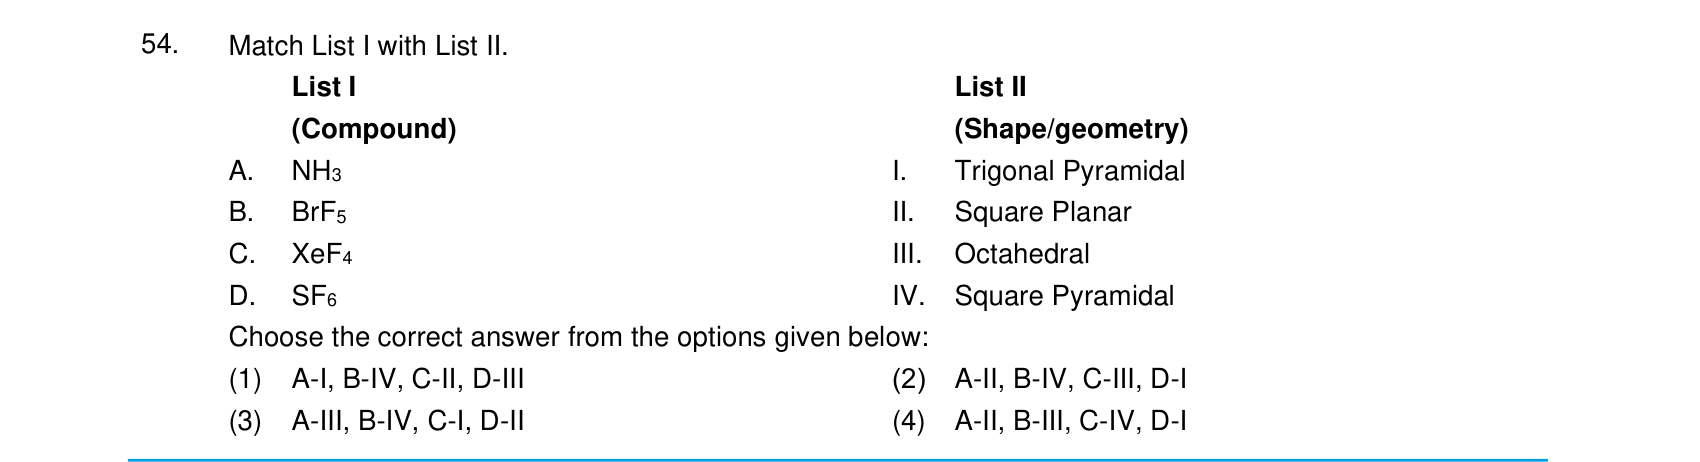 54. Match List I with List II.
List I List II
(Compound) (Shape/geometry)
A. NH3 I. Trigonal Pyramidal
B. BrF5 II. Square Planar
C. XeF4 III. Octahedral
D. SF6 IV. Square Pyramidal
Choose the correct answer from the options given below:
(1) A-I, B-IV, C-II, D-III (2) A-II, B-IV, C-III, D-I
(3) A-III, B-IV, C-I, D-II (4) A-II, B-III, C-IV, D-I